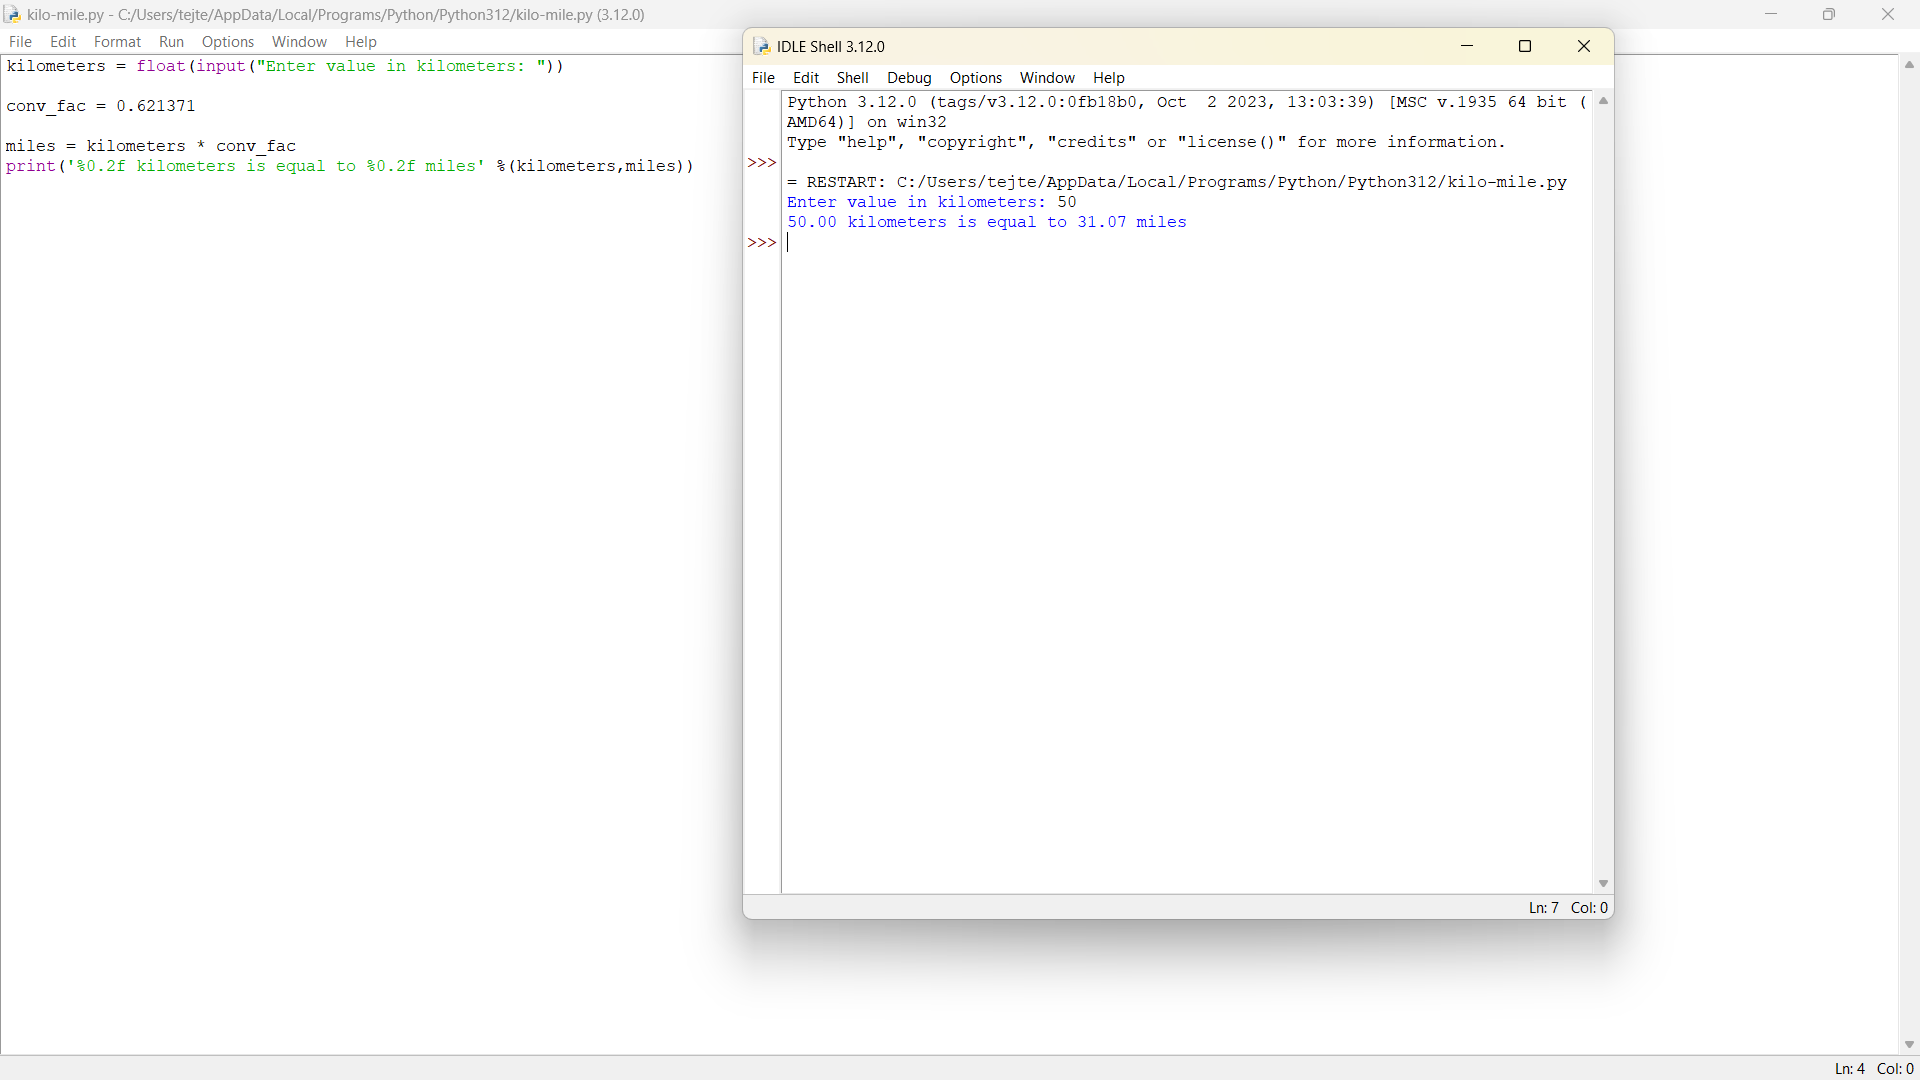 kilo-mile.py - C:/Users/tejte/AppData/Local/Programs/Python/Python312/kilo-mile.py (3.12.0)
File Edit Format Run Options Window Help
kilometers = float(input("Enter value in kilometers: "))
conv_fac = 0.621371
miles = kilometers * conv_fac
print('%0.2f kilometers is equal to %0.2f miles' %(kilometers,miles))
Ln: 4 Col: 0
IDLE Shell 3.12.0
File Edit Shell Debug Options Window Help
Python 3.12.0 (tags/v3.12.0:0fb18b0, Oct  2 2023, 13:03:39) [MSC v.1935 64 bit (
AMD64)] on win32
Type "help", "copyright", "credits" or "license()" for more information.
>>>
= RESTART: C:/Users/tejte/AppData/Local/Programs/Python/Python312/kilo-mile.py
Enter value in kilometers: 50
50.00 kilometers is equal to 31.07 miles
>>>
Ln: 7 Col: 0